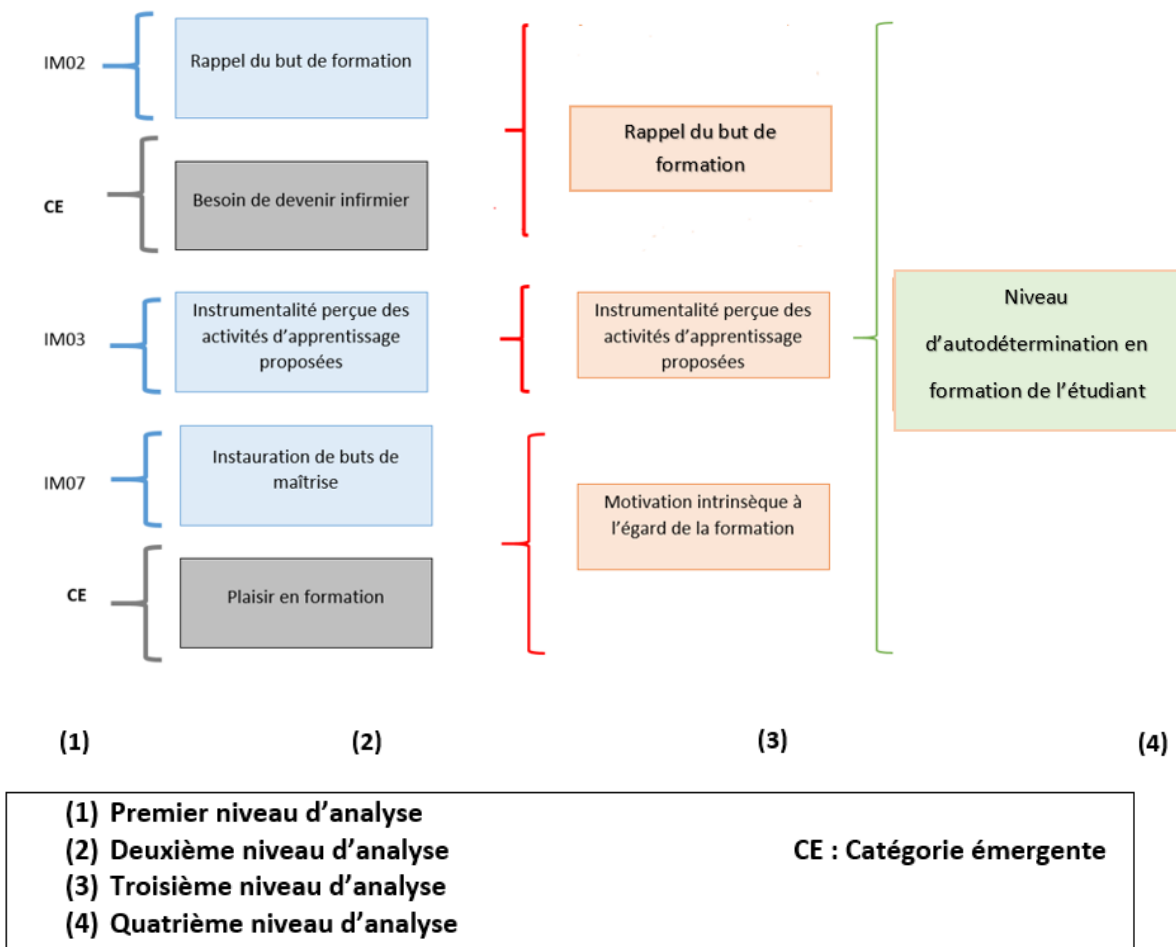 IM02
Rappel du but de formation
Rappel du but de
formation
CE
Besoin de devenir infirmier
IM03
Instrumentalité perçue des
activités d'apprentissage
proposées
Instrumentalité perçue des
activités d'apprentissage
proposées
Niveau
d'autodétermination en
formation de l'étudiant
IM07
Instauration de buts de
maîtrise
Motivation intrinsèque à
l'égard de la formation
CE
Plaisir en formation
(1)
(2)
(3)
(4)
(1) Premier niveau d'analyse
(2) Deuxième niveau d'analyse
CE : Catégorie émergente
(3) Troisième niveau d'analyse
(4) Quatrième niveau d'analyse